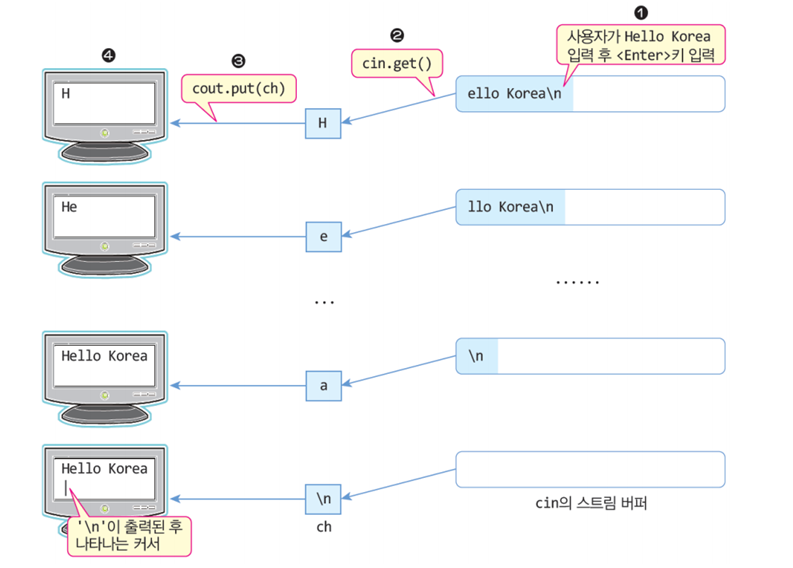 ❶
사용자가 Hello Korea
입력 후 <Enter>키 입력
❷
cin.get()
❸
cout.put(ch)
❹
H
H
ello Korea\n
He
e
llo Korea\n
...
......
Hello Korea
a
\n
Hello Korea
\n
ch
cin의 스트림 버퍼
'\n'이 출력된 후
나타나는 커서